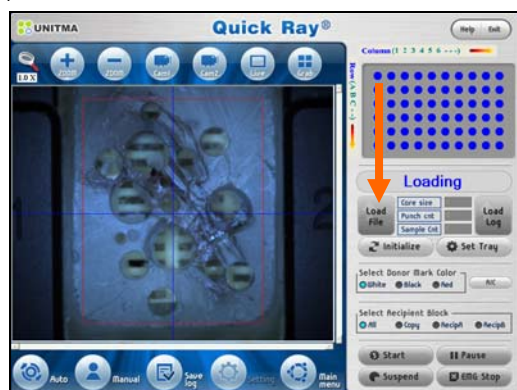 UNITMA
Quick Ray®
Help Exit
Column (1 2 3 4 5 6 ---)
1.0 X
ZOOM ZOOM Cam1 Cam2 Live Grab
Row (A B C --)
Loading
Load File
Core size
Punch cnt
Sample Cnt
Load Log
Initialize Set Tray
Select Donor Mark Color
White Black Red A/C
Select Recipient Block
All Copy RecipA RecipB
Start Pause
Suspend EMG Stop
Auto Manual Save log Setting Main menu